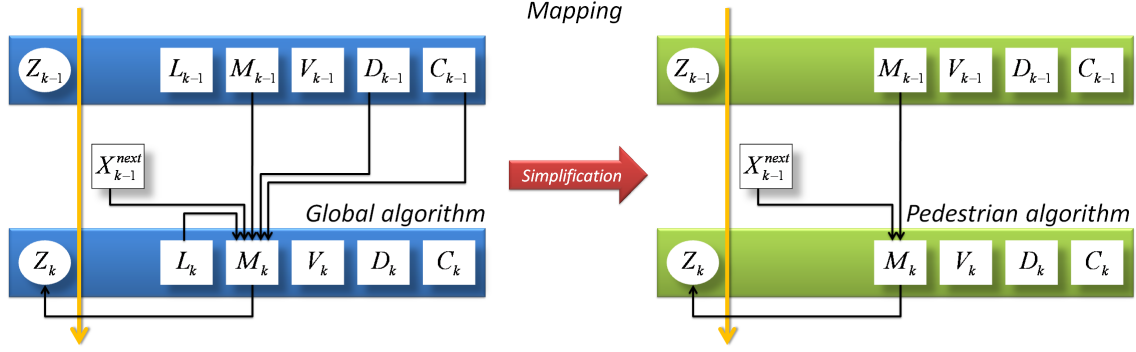 Mapping
Z_{k-1} L_{k-1} M_{k-1} V_{k-1} D_{k-1} C_{k-1}
X_{k-1}^{next}
Global algorithm
Z_k L_k M_k V_k D_k C_k
Simplification
Z_{k-1} M_{k-1} V_{k-1} D_{k-1} C_{k-1}
X_{k-1}^{next}
Pedestrian algorithm
Z_k M_k V_k D_k C_k